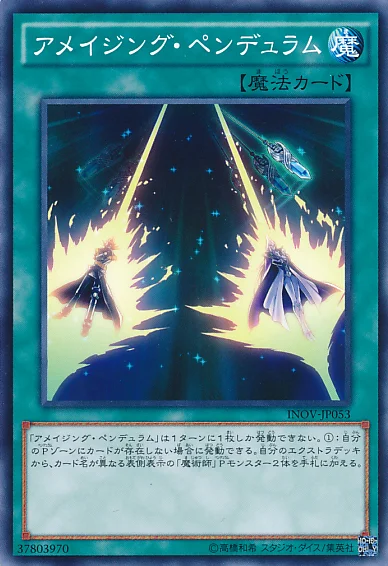 アメイジング・ペンデュラム 魔
【魔法カード】
INOV-JP053
「アメイジング・ペンデュラム」は1ターンに1枚しか発動できない。①:自分
のPゾーンにカードが存在しない場合に発動できる。自分のエクストラデッキ
から、カード名が異なる表側表示の「魔術師」Pモンスター2体を手札に加える。
37803970
©高橋和希 スタジオ・ダイス/集英社